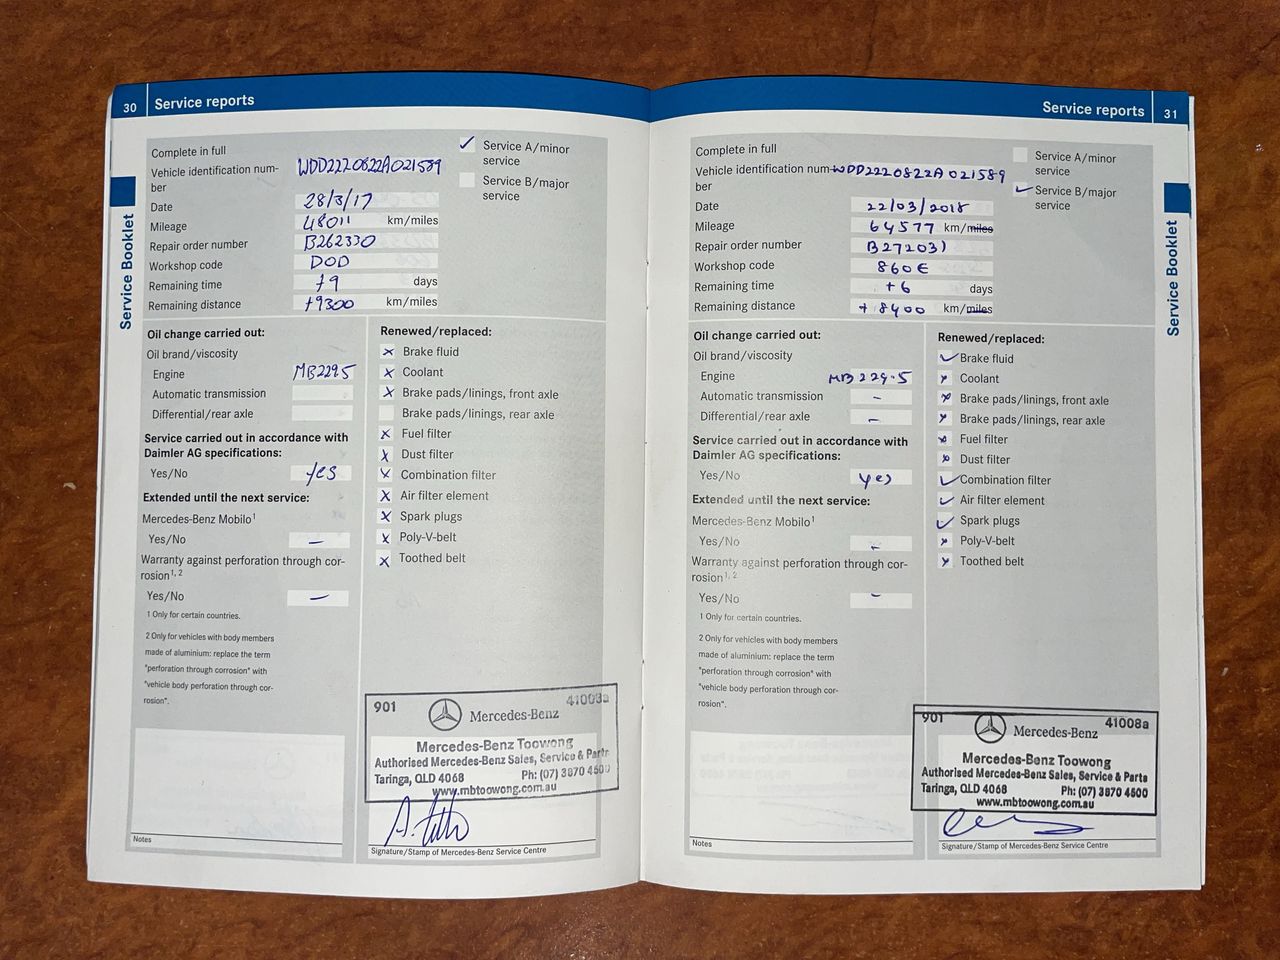 30 Service reports
Complete in full
Vehicle identification num-
ber WDD2220822A021589
Date 28/3/17
Mileage 48011 km/miles
Repair order number B262330
Workshop code DOD
Remaining time +9 days
Remaining distance +9300 km/miles
✓ Service A/minor
service
Service B/major
service
Service Booklet
Oil change carried out:
Oil brand/viscosity
Engine MB2295
Automatic transmission
Differential/rear axle
Service carried out in accordance with
Daimler AG specifications:
Yes/No Yes
Extended until the next service:
Mercedes-Benz Mobilo1
Yes/No –
Warranty against perforation through cor-
rosion1, 2
Yes/No –
1 Only for certain countries.
2 Only for vehicles with body members
made of aluminium: replace the term
"perforation through corrosion" with
"vehicle body perforation through cor-
rosion".
Notes
Renewed/replaced:
x Brake fluid
x Coolant
x Brake pads/linings, front axle
Brake pads/linings, rear axle
x Fuel filter
x Dust filter
x Combination filter
x Air filter element
x Spark plugs
x Poly-V-belt
x Toothed belt
901 Mercedes-Benz
Mercedes-Benz Toowong
Authorised Mercedes-Benz Sales, Service & Parts
Taringa, QLD 4068 Ph: (07) 3870 4600
www.mbtoowong.com.au
Signature/Stamp of Mercedes-Benz Service Centre
Service reports 31
Complete in full
Vehicle identification num-
ber WDD2220822A021589
Date 22/03/2018
Mileage 64577 km/miles
Repair order number B272031
Workshop code 860E
Remaining time +6 days
Remaining distance +8400 km/miles
Service A/minor
service
✓ Service B/major
service
Service Booklet
Oil change carried out:
Oil brand/viscosity
Engine MB 229.5
Automatic transmission –
Differential/rear axle –
Service carried out in accordance with
Daimler AG specifications:
Yes/No Yes
Extended until the next service:
Mercedes-Benz Mobilo1
Yes/No –
Warranty against perforation through cor-
rosion1, 2
Yes/No –
1 Only for certain countries.
2 Only for vehicles with body members
made of aluminium: replace the term
"perforation through corrosion" with
"vehicle body perforation through cor-
rosion".
Notes
Renewed/replaced:
✓ Brake fluid
x Coolant
x Brake pads/linings, front axle
x Brake pads/linings, rear axle
x Fuel filter
x Dust filter
✓ Combination filter
✓ Air filter element
✓ Spark plugs
x Poly-V-belt
x Toothed belt
901 Mercedes-Benz 41008a
Mercedes-Benz Toowong
Authorised Mercedes-Benz Sales, Service & Parts
Taringa, QLD 4068 Ph: (07) 3870 4600
www.mbtoowong.com.au
Signature/Stamp of Mercedes-Benz Service Centre